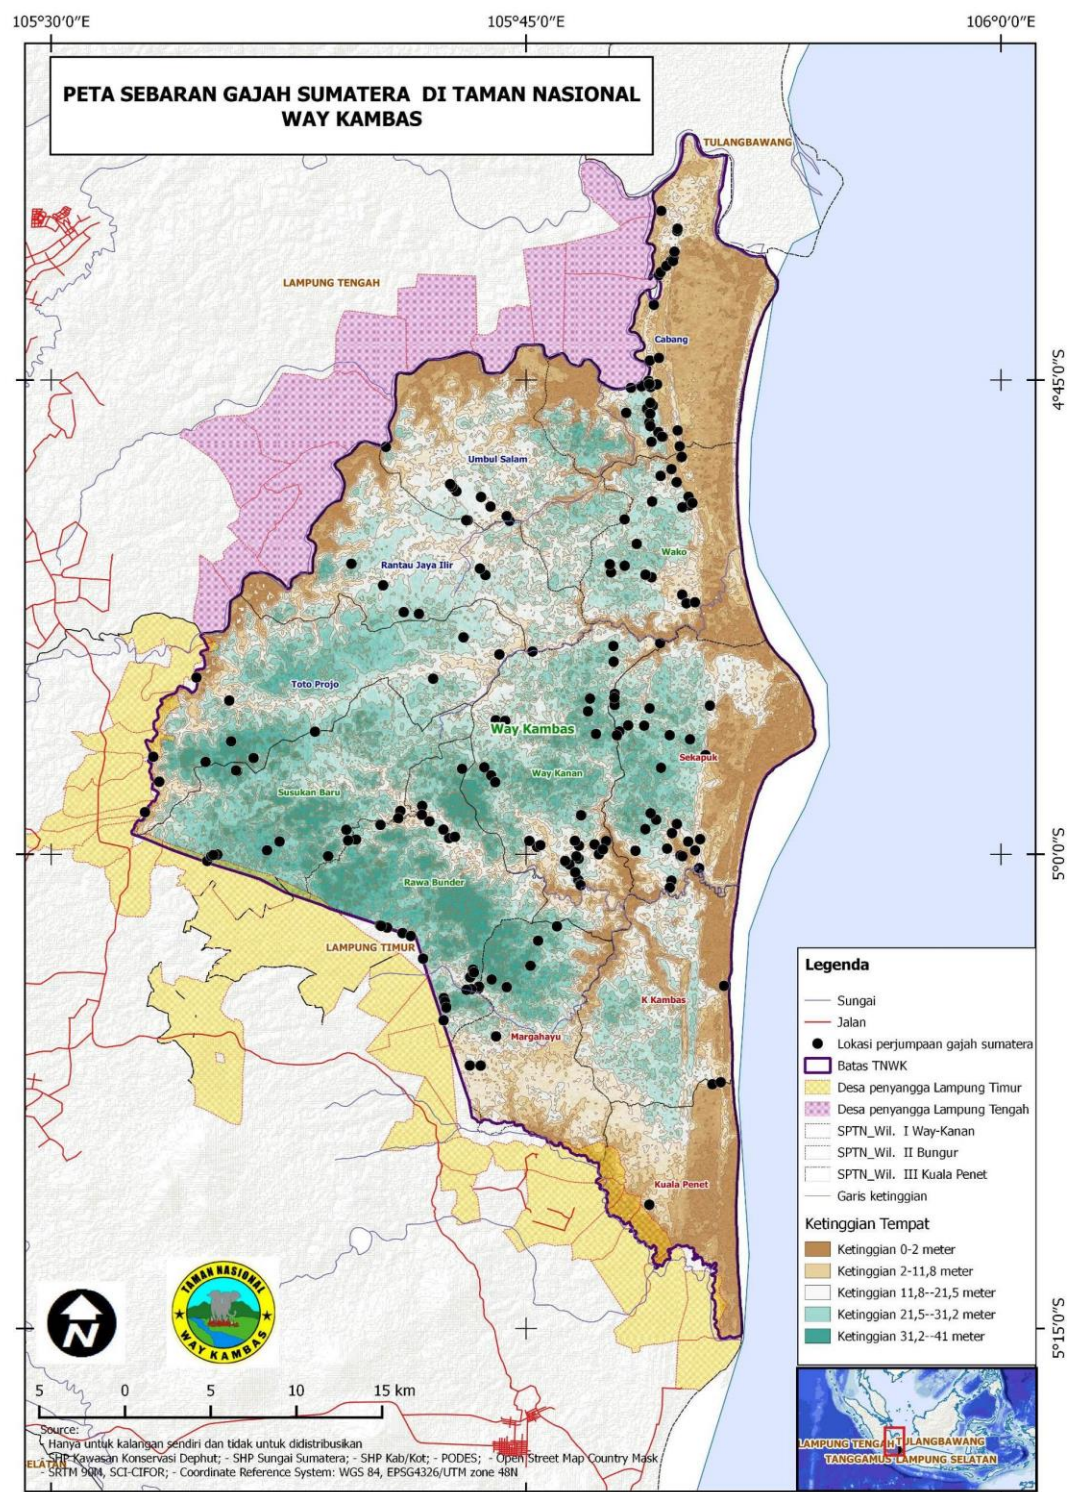 105°30'0"E
105°45'0"E
106°0'0"E
PETA SEBARAN GAJAH SUMATERA DI TAMAN NASIONAL
WAY KAMBAS
TULANGBAWANG
LAMPUNG TENGAH
Cabang
4°45'0"S
Umbul Salam
Wako
Rantau Jaya Ilir
Toto Projo
Way Kambas
Sekapuk
Way Kanan
Susukan Baru
5°0'0"S
Rawa Bunder
LAMPUNG TIMUR
K Kambas
Margahayu
Kuala Penet
5°15'0"S
Legenda
Sungai
Jalan
Lokasi perjumpaan gajah sumatera
Batas TNWK
Desa penyangga Lampung Timur
Desa penyangga Lampung Tengah
SPTN_Wil. I Way-Kanan
SPTN_Wil. II Bungur
SPTN_Wil. III Kuala Penet
Garis ketinggian
Ketinggian Tempat
Ketinggian 0-2 meter
Ketinggian 2-11,8 meter
Ketinggian 11,8--21,5 meter
Ketinggian 21,5--31,2 meter
Ketinggian 31,2--41 meter
N
TAMAN NASIONAL
WAY KAMBAS
5 0 5 10 15 km
Source:
- Hanya untuk kalangan sendiri dan tidak untuk didistribusikan
- SHP Kawasan Konservasi Dephut; - SHP Sungai Sumatera; - SHP Kab/Kot; - PODES; - Open Street Map Country Mask
- SRTM 90M, SCI-CIFOR; - Coordinate Reference System: WGS 84, EPSG4326/UTM zone 48N
SELATAN
LAMPUNG TENGAH TULANGBAWANG
TANGGAMUS LAMPUNG SELATAN